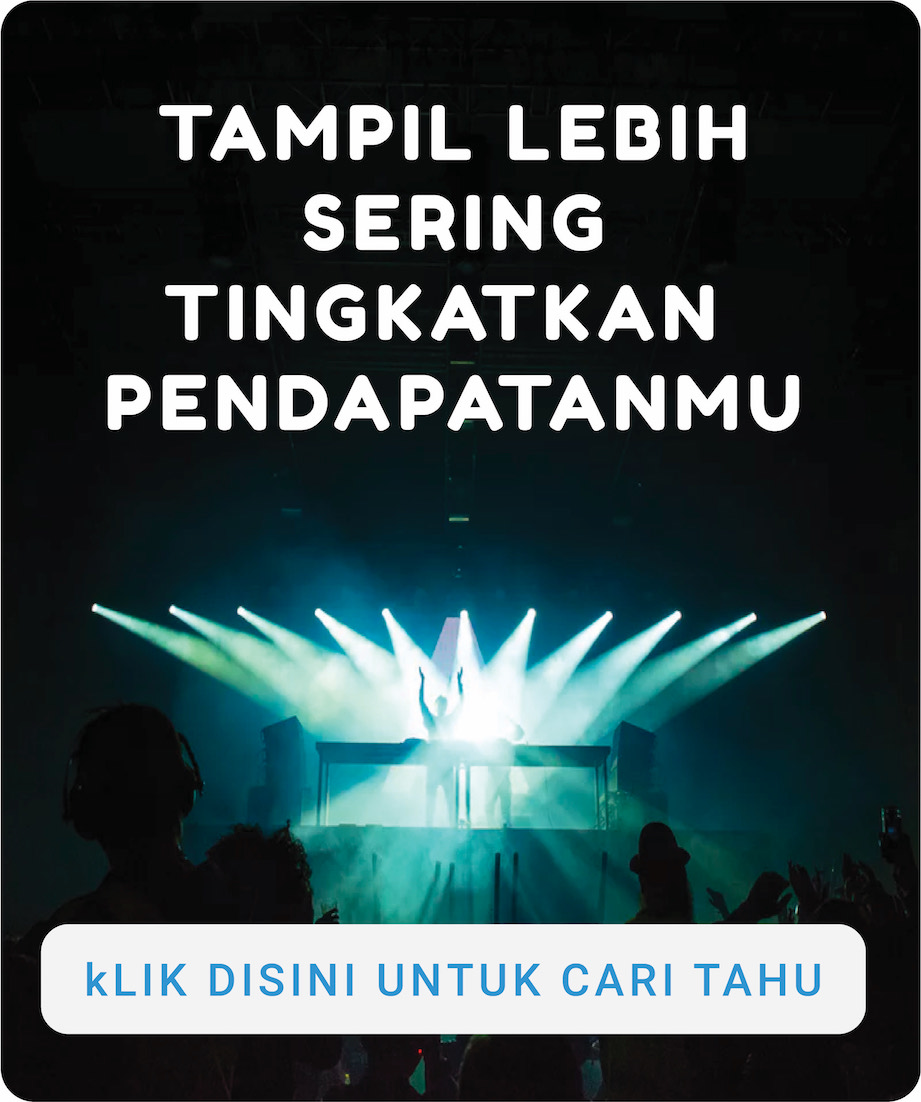 TAMPIL LEBIH
SERING
TINGKATKAN
PENDAPATANMU
kLIK DISINI UNTUK CARI TAHU